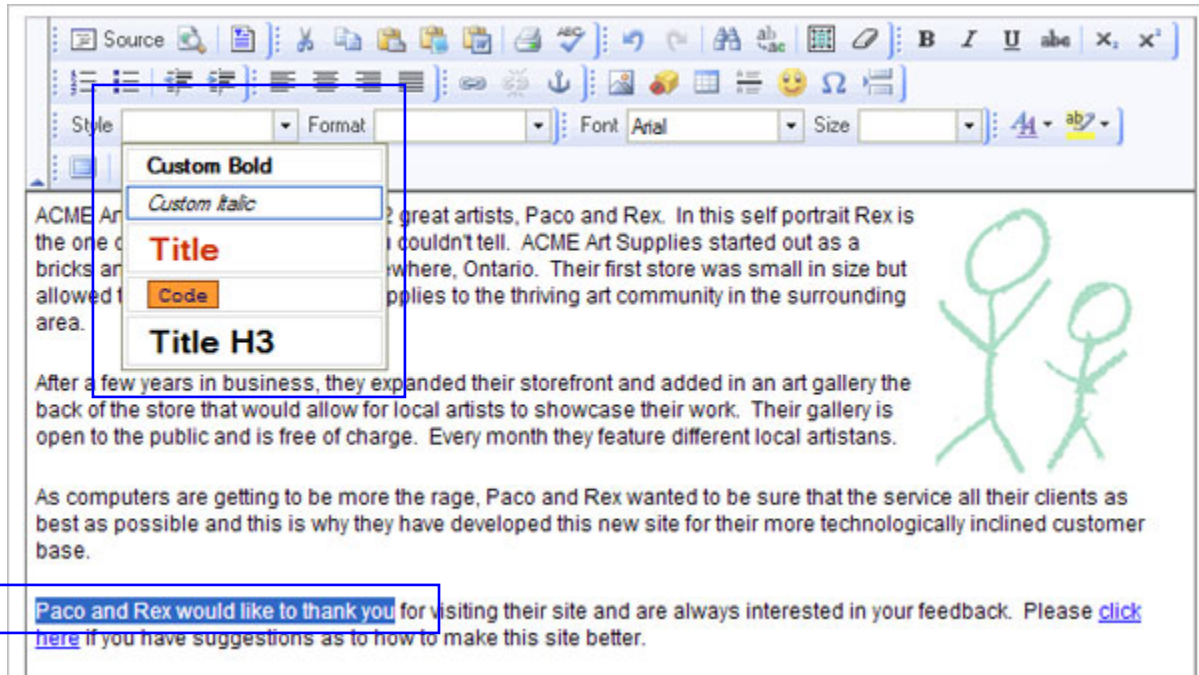 Source
B I U abc x₂ x²
Style Format Font Arial Size
Custom Bold
Custom Italic
Title
Code
Title H3
ACME Ar 2 great artists, Paco and Rex. In this self portrait Rex is
the one couldn't tell. ACME Art Supplies started out as a
bricks an ewhere, Ontario. Their first store was small in size but
allowed t pplies to the thriving art community in the surrounding
area.
After a few years in business, they expanded their storefront and added in an art gallery the
back of the store that would allow for local artists to showcase their work. Their gallery is
open to the public and is free of charge. Every month they feature different local artistans.
As computers are getting to be more the rage, Paco and Rex wanted to be sure that the service all their clients as
best as possible and this is why they have developed this new site for their more technologically inclined customer
base.
Paco and Rex would like to thank you for visiting their site and are always interested in your feedback. Please click
here if you have suggestions as to how to make this site better.